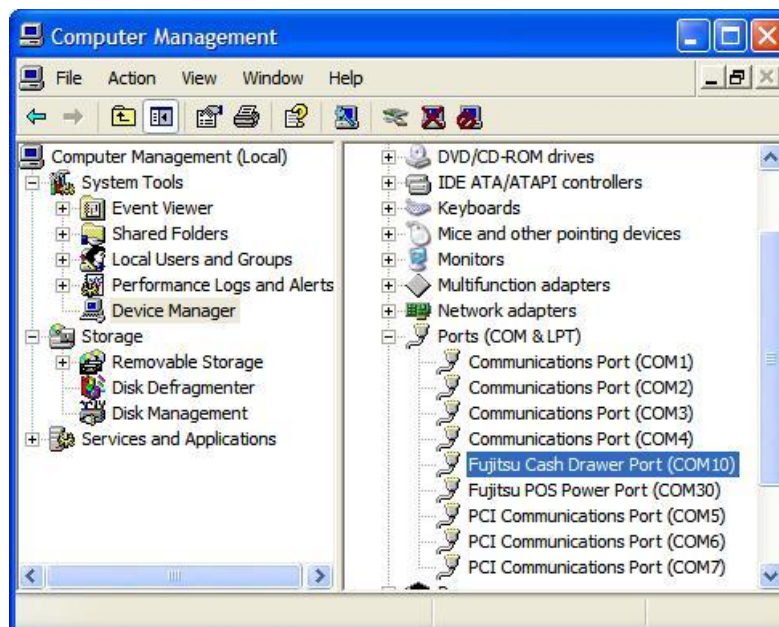 Computer Management
File Action View Window Help
Computer Management (Local)
System Tools
Event Viewer
Shared Folders
Local Users and Groups
Performance Logs and Alerts
Device Manager
Storage
Removable Storage
Disk Defragmenter
Disk Management
Services and Applications
DVD/CD-ROM drives
IDE ATA/ATAPI controllers
Keyboards
Mice and other pointing devices
Monitors
Multifunction adapters
Network adapters
Ports (COM & LPT)
Communications Port (COM1)
Communications Port (COM2)
Communications Port (COM3)
Communications Port (COM4)
Fujitsu Cash Drawer Port (COM10)
Fujitsu POS Power Port (COM30)
PCI Communications Port (COM5)
PCI Communications Port (COM6)
PCI Communications Port (COM7)